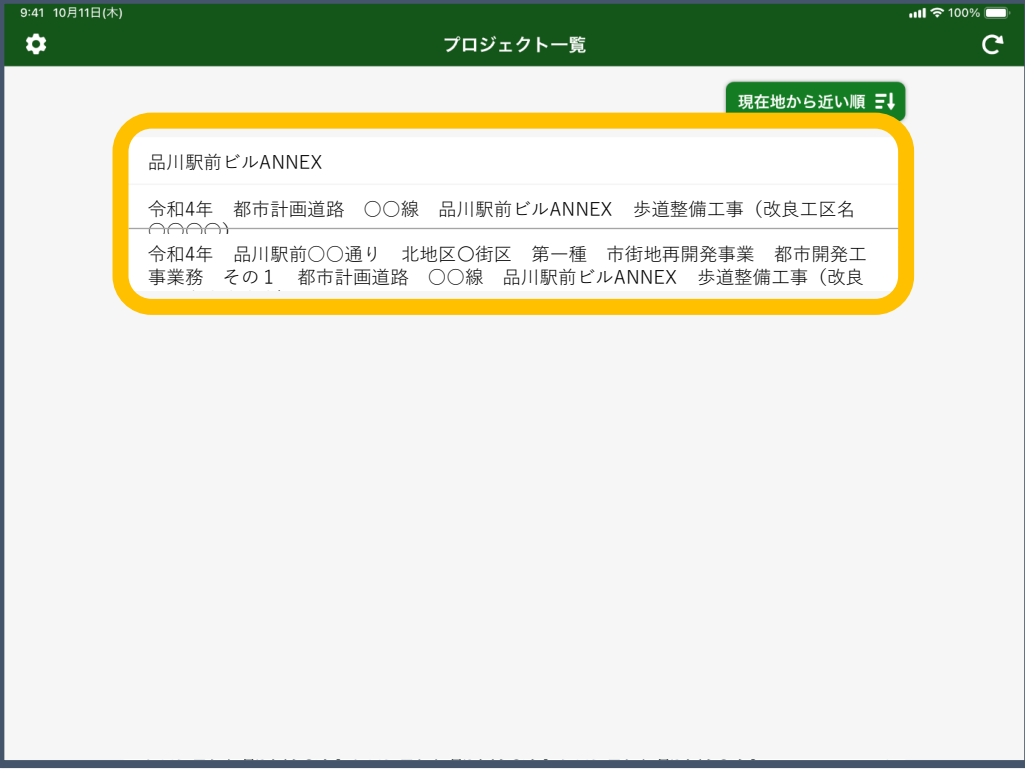 9:41 10月11日(木)
100%
プロジェクト一覧
現在地から近い順
品川駅前ビルANNEX
令和4年　都市計画道路　〇〇線　品川駅前ビルANNEX　歩道整備工事（改良工区名
〇〇〇〇）
令和4年　品川駅前〇〇通り　北地区〇街区　第一種　市街地再開発事業　都市開発工
事業務　その１　都市計画道路　〇〇線　品川駅前ビルANNEX　歩道整備工事（改良